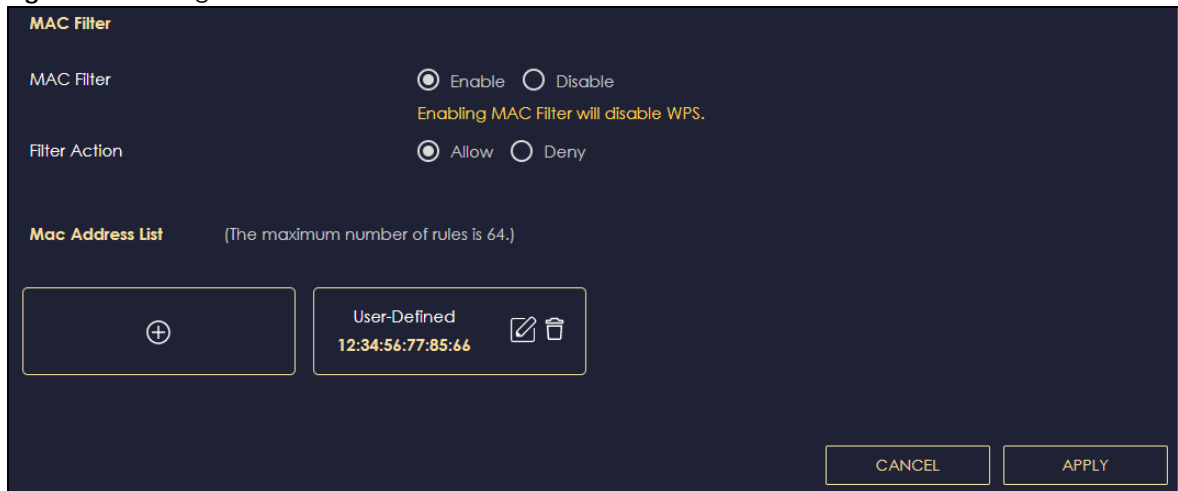 MAC Filter
MAC Filter Enable Disable
Enabling MAC Filter will disable WPS.
Filter Action Allow Deny
Mac Address List (The maximum number of rules is 64.)
User-Defined
12:34:56:77:85:66
CANCEL APPLY